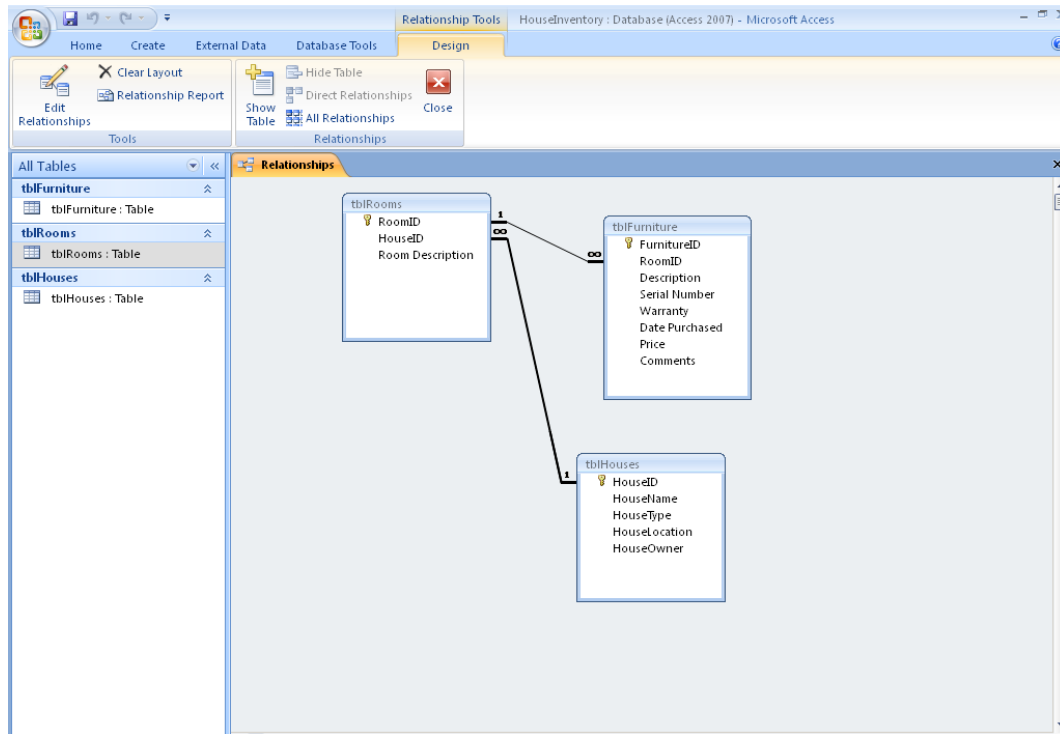 Relationship Tools HouseInventory : Database (Access 2007) - Microsoft Access
Home Create External Data Database Tools Design
Edit Relationships
Clear Layout
Relationship Report
Tools
Show Table
Hide Table
Direct Relationships
All Relationships
Close
Relationships
All Tables
tblFurniture
tblFurniture : Table
tblRooms
tblRooms : Table
tblHouses
tblHouses : Table
Relationships
tblRooms
RoomID
HouseID
Room Description
1
∞
∞
tblFurniture
FurnitureID
RoomID
Description
Serial Number
Warranty
Date Purchased
Price
Comments
1
tblHouses
HouseID
HouseName
HouseType
HouseLocation
HouseOwner